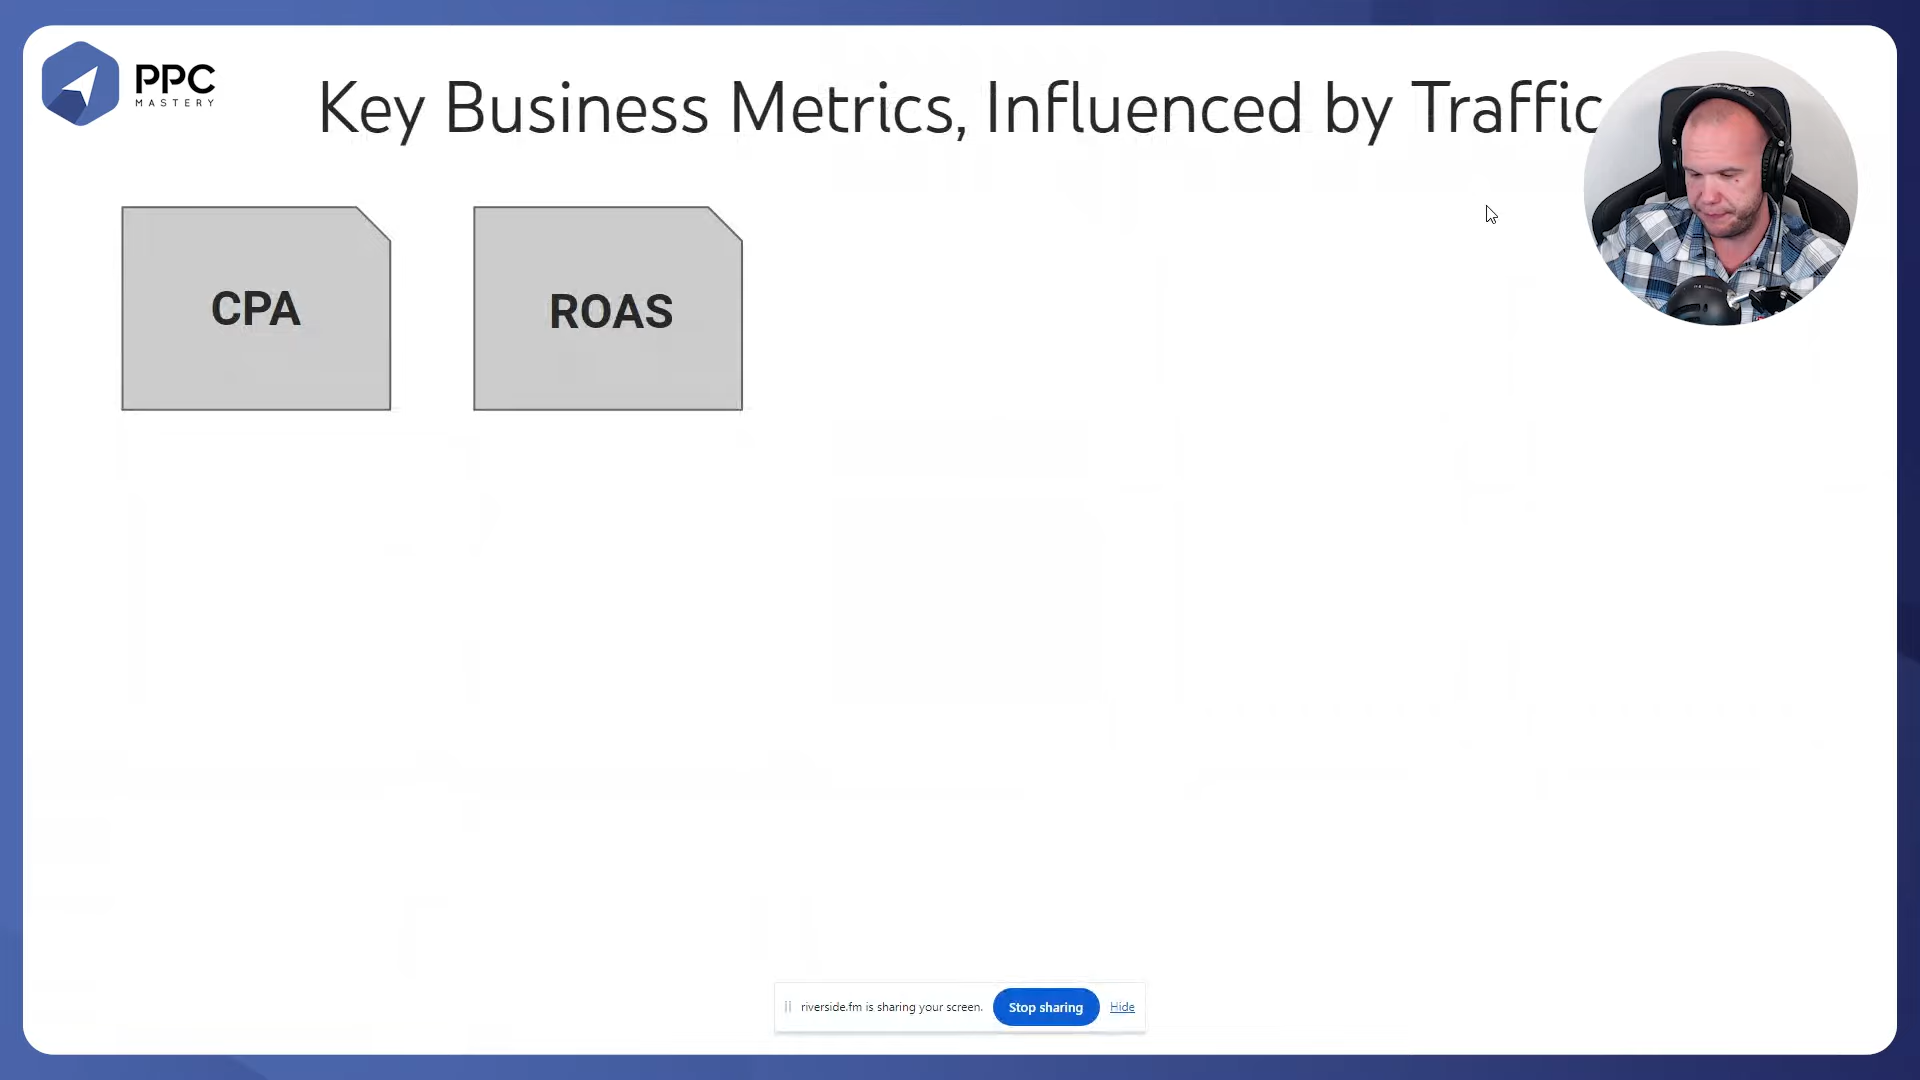 PPC
MASTERY
Key Business Metrics, Influenced by Traffic
CPA
ROAS
riverside.fm is sharing your screen.
Stop sharing
Hide